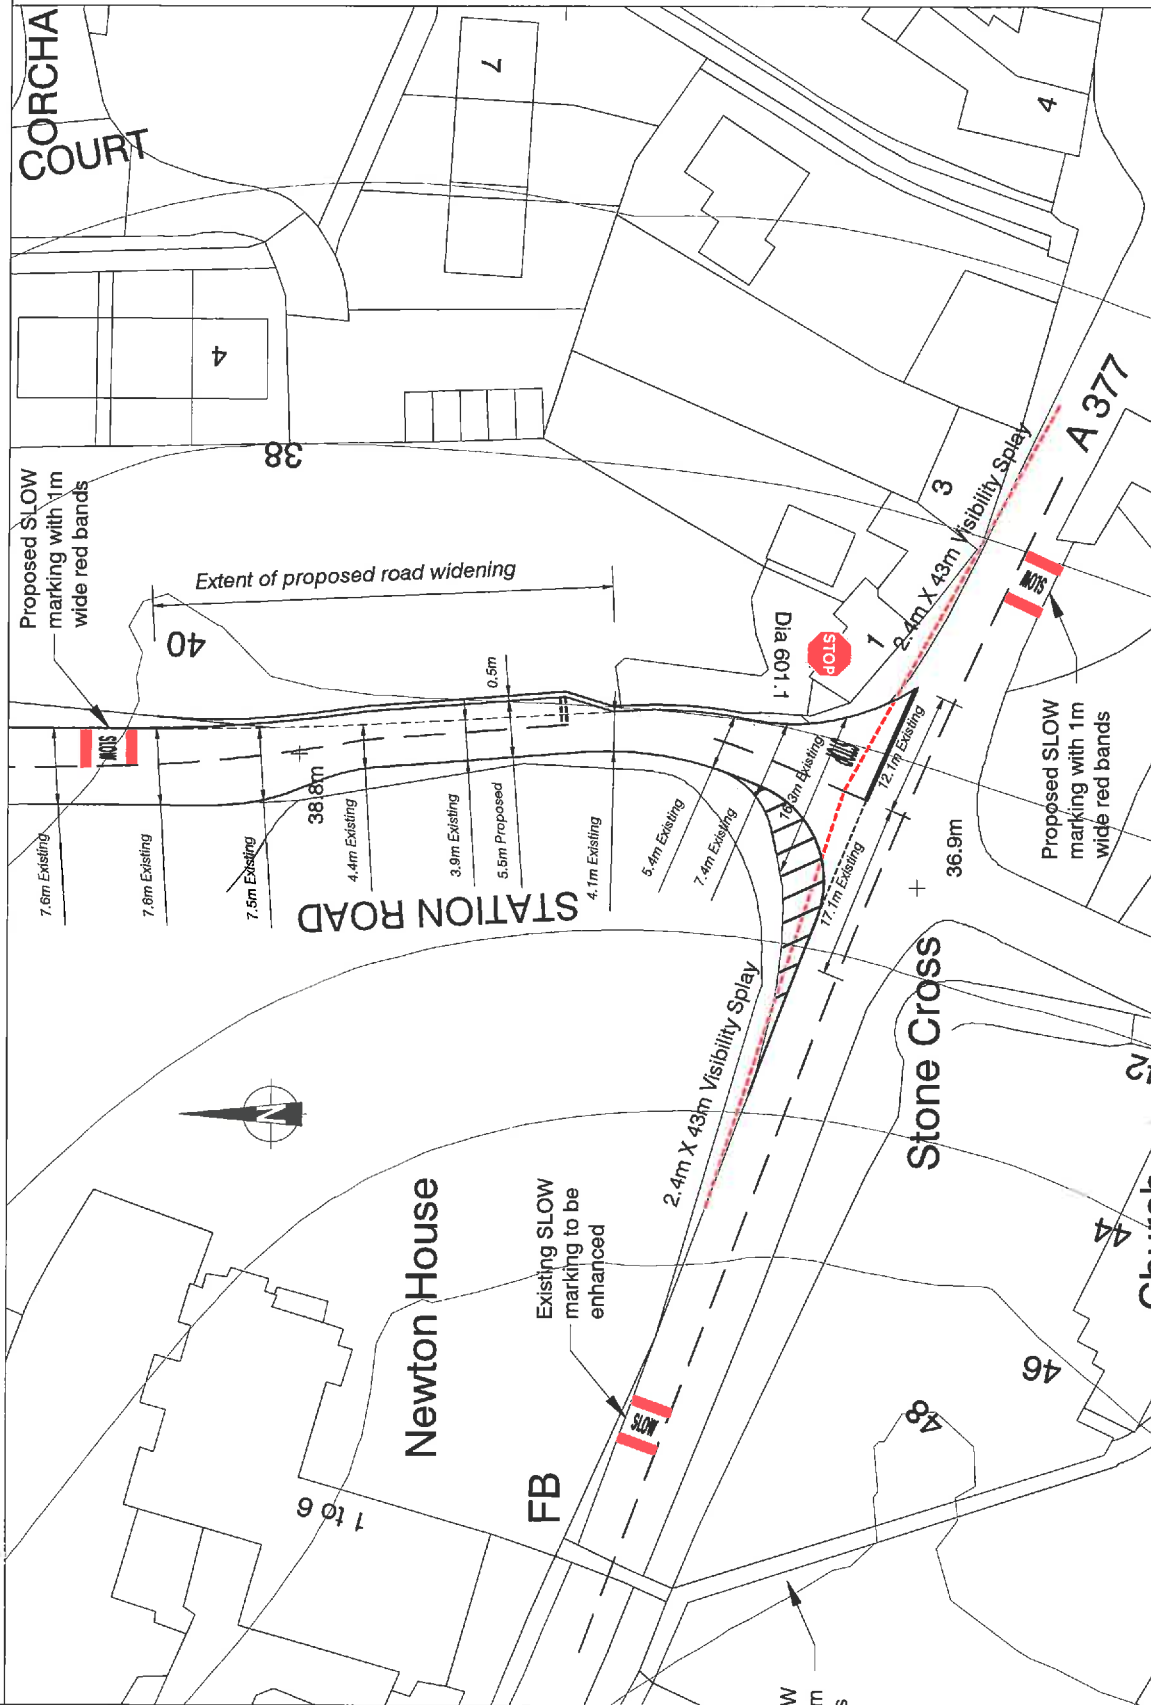 ORCHA
COURT
7
4
4
38
Proposed SLOW
marking with 1m
wide red bands
Extent of proposed road widening
40
SLOW
0.5m
Dia 601.1
STOP
1
3
2.4m X 43m Visibility Splay
A 377
SLOW
Proposed SLOW
marking with 1m
wide red bands
7.6m Existing
7.6m Existing
7.5m Existing
38.8m
4.4m Existing
3.9m Existing
5.5m Proposed
4.1m Existing
5.4m Existing
7.4m Existing
16.3m Existing
STOP
12.1m Existing
17.1m Existing
36.9m
STATION ROAD
2.4m X 43m Visibility Splay
Stone Cross
N
Newton House
Existing SLOW
marking to be
enhanced
SLOW
FB
1 to 6
42
44
46
48
Church
W
m
s